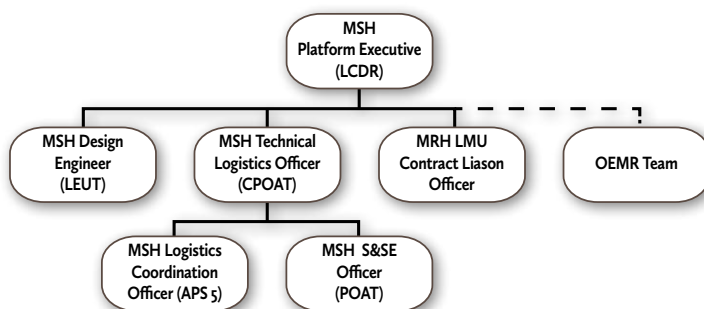 MSH
Platform Executive
(LCDR)
MSH Design
Engineer
(LEUT)
MSH Technical
Logistics Officer
(CPOAT)
MRH LMU
Contract Liason
Officer
OEMR Team
MSH Logistics
Coordination
Officer (APS 5)
MSH S&SE
Officer
(POAT)